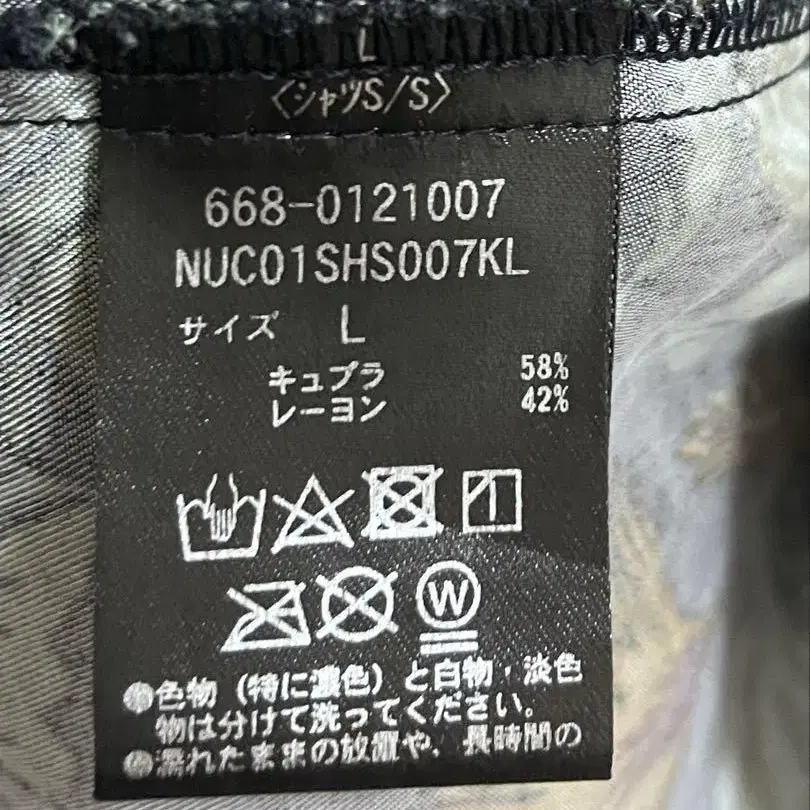 L
〈シャツS/S〉
668-0121007
NUC01SHS007KL
サイズ L
キュプラ 58%
レーヨン 42%
W
●色物（特に濃色）と白物・淡色
物は分けて洗ってください。
●濡れたままの放置や、長時間の